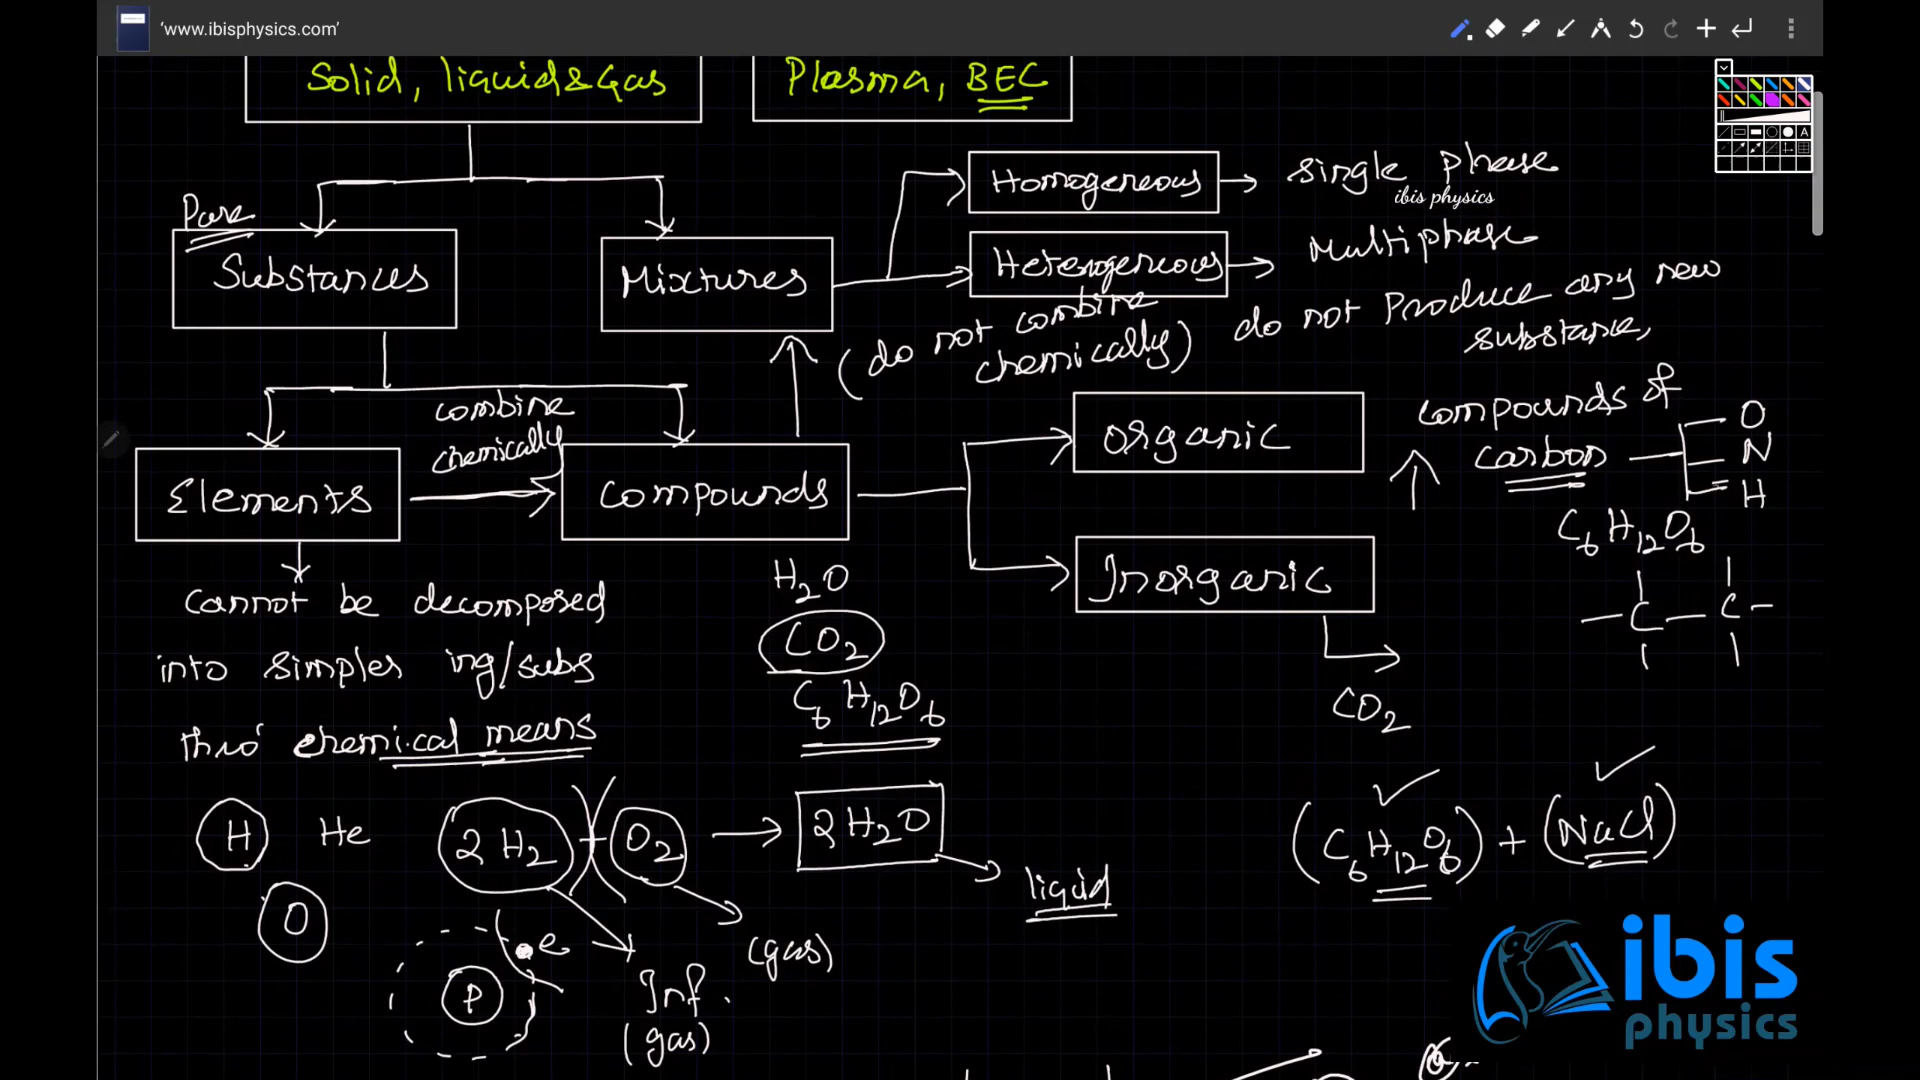 'www.ibisphysics.com'
Solid, liquid & Gas
Plasma, BEC
Pure
Substances
Mixtures
Homogeneous
single phase
ibis physics
Heterogeneous
Multiphase
(do not combine
chemically)
do not Produce any new
substance,
combine
chemically
Elements
Compounds
Organic
compounds of
carbon
O
N
H
C6H12O6
Inorganic
C C
CO2
cannot be decomposed
into simpler ing/subs
thro' chemical means
H2O
CO2
C6H12O6
H He 2H2 + O2 → 2H2O
liquid
(C6H12O6) + (NaCl)
O
e
P
(gas)
Inf.
(gas)
ibis
physics